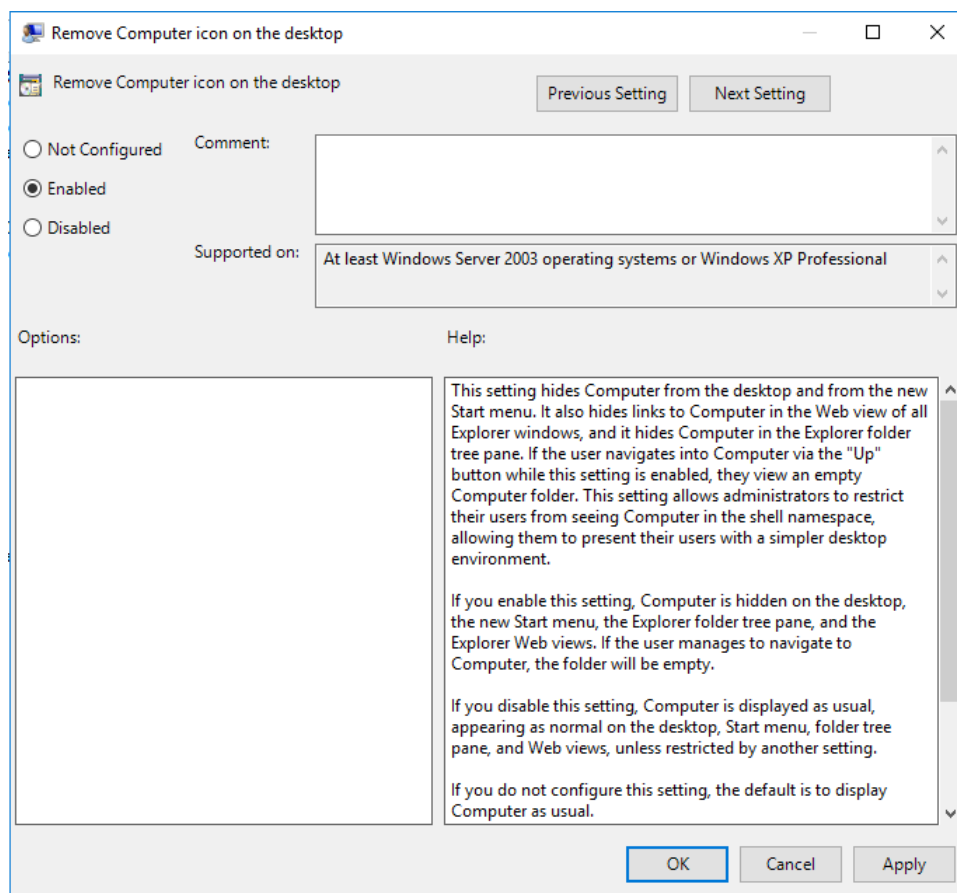 Remove Computer icon on the desktop
Remove Computer icon on the desktop
Previous Setting
Next Setting
Not Configured
Comment:
Enabled
Disabled
Supported on:
At least Windows Server 2003 operating systems or Windows XP Professional
Options:
Help:
This setting hides Computer from the desktop and from the new
Start menu. It also hides links to Computer in the Web view of all
Explorer windows, and it hides Computer in the Explorer folder
tree pane. If the user navigates into Computer via the "Up"
button while this setting is enabled, they view an empty
Computer folder. This setting allows administrators to restrict
their users from seeing Computer in the shell namespace,
allowing them to present their users with a simpler desktop
environment.
If you enable this setting, Computer is hidden on the desktop,
the new Start menu, the Explorer folder tree pane, and the
Explorer Web views. If the user manages to navigate to
Computer, the folder will be empty.
If you disable this setting, Computer is displayed as usual,
appearing as normal on the desktop, Start menu, folder tree
pane, and Web views, unless restricted by another setting.
If you do not configure this setting, the default is to display
Computer as usual.
OK
Cancel
Apply